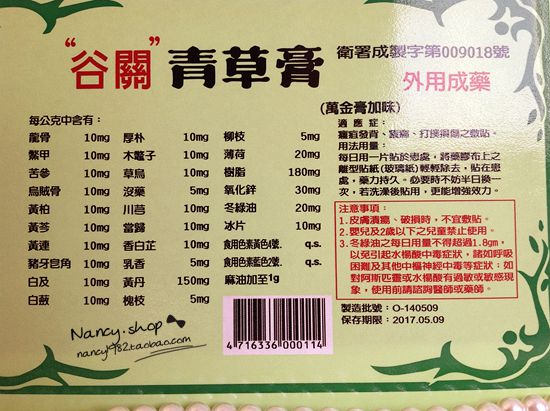 “谷關”青草膏
衛署成製字第009018號
外用成藥
(萬金膏加味)
每公克中含有：
龍骨 10mg 厚朴 10mg 柳枝 5mg
鱉甲 10mg 木鱉子 10mg 薄荷 20mg
苦參 10mg 草烏 10mg 樹脂 180mg
烏賊骨 10mg 沒藥 5mg 氧化鋅 30mg
黃柏 10mg 川芎 10mg 冬綠油 20mg
黃芩 10mg 當歸 10mg 冰片 10mg
黃連 10mg 香白芷 10mg 食用色素黃色4號. q.s.
豬牙皂角 10mg 乳香 5mg 食用色素藍色2號. q.s.
白及 10mg 黃丹 150mg 麻油加至1g
白蘞 10mg 槐枝 5mg
適應症：
癰疽發背、紫癜、打撲損傷之敷貼。
用法用量：
每日用一片貼於患處，將藥膠布上之
離型貼紙(玻璃紙)輕輕除去，貼在患
處，藥力持久。必要時不妨半日換一
次，若洗澡後貼用，更能增強效力。
注意事項：
1.皮膚潰瘍、破損時，不宜敷貼。
2.嬰兒及2歲以下之兒童禁止使用。
3.冬綠油之每日用量不得超過1.8gm，
以免引起水楊酸中毒症狀，諸如呼吸
困難及其他中樞神經中毒等症狀：如
對阿斯匹靈或水楊酸有過敏或敏感現
象，使用前請諮詢醫師或藥師。
製造批號：O-140509
保存期限：2017.05.09
Nancy.shop
nancy1982.taobao.com
4716336000114